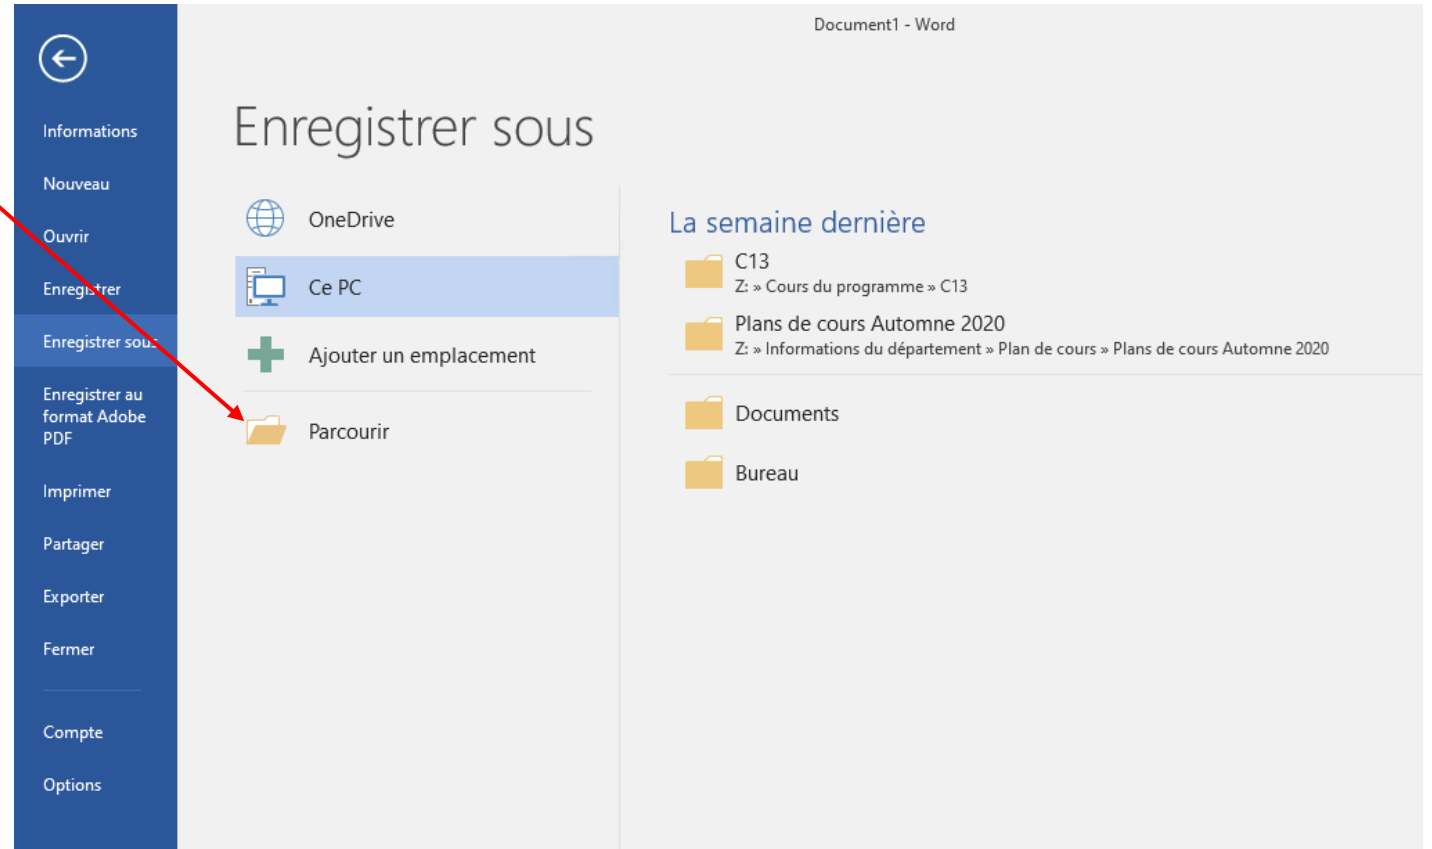 Document1 - Word
Informations
Nouveau
Ouvrir
Enregistrer
Enregistrer sous
Enregistrer au
format Adobe
PDF
Imprimer
Partager
Exporter
Fermer
Compte
Options
Enregistrer sous
OneDrive
Ce PC
Ajouter un emplacement
Parcourir
La semaine dernière
C13
Z: » Cours du programme » C13
Plans de cours Automne 2020
Z: » Informations du département » Plan de cours » Plans de cours Automne 2020
Documents
Bureau